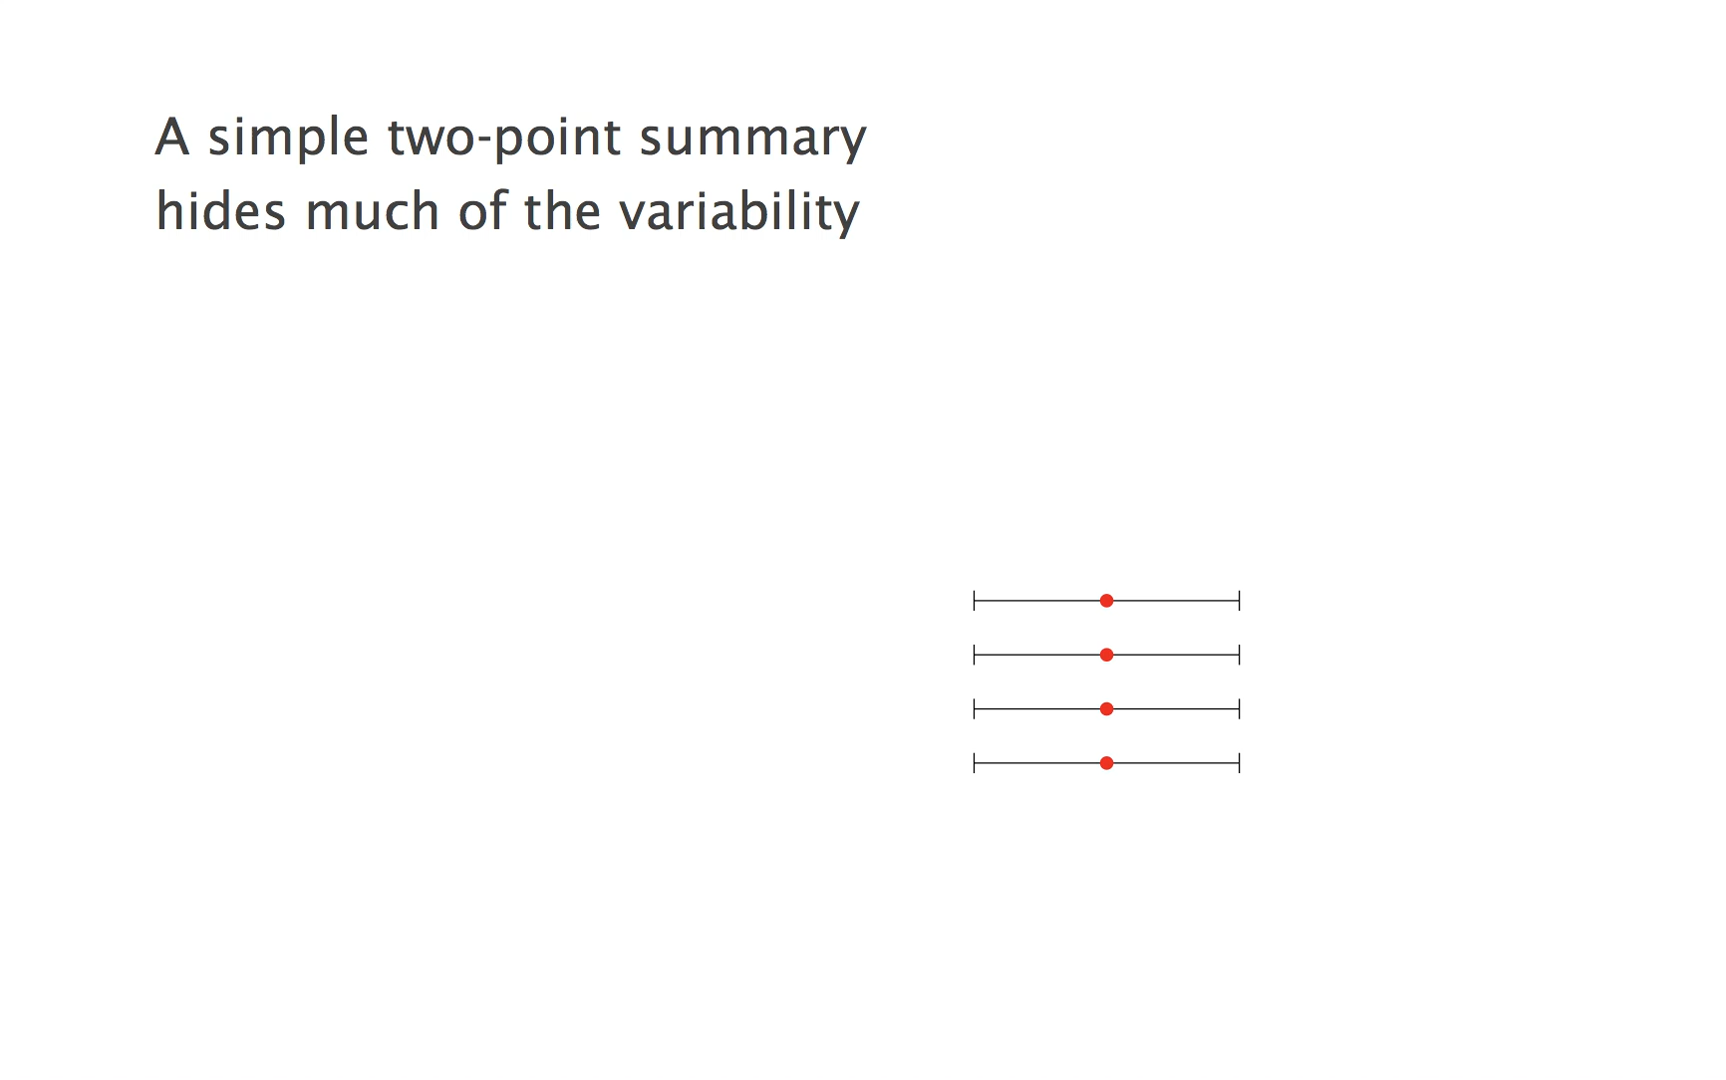 A simple two-point summary
hides much of the variability